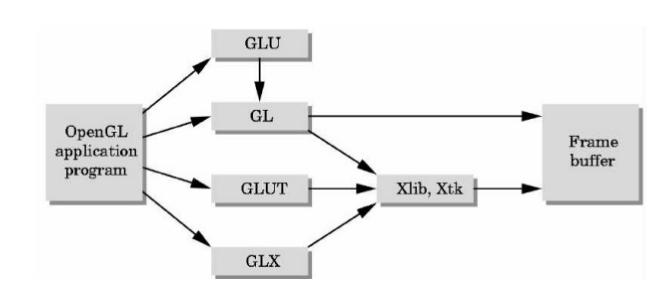 GLU
GL
OpenGL
application
program
Frame
buffer
GLUT
Xlib, Xtk
GLX